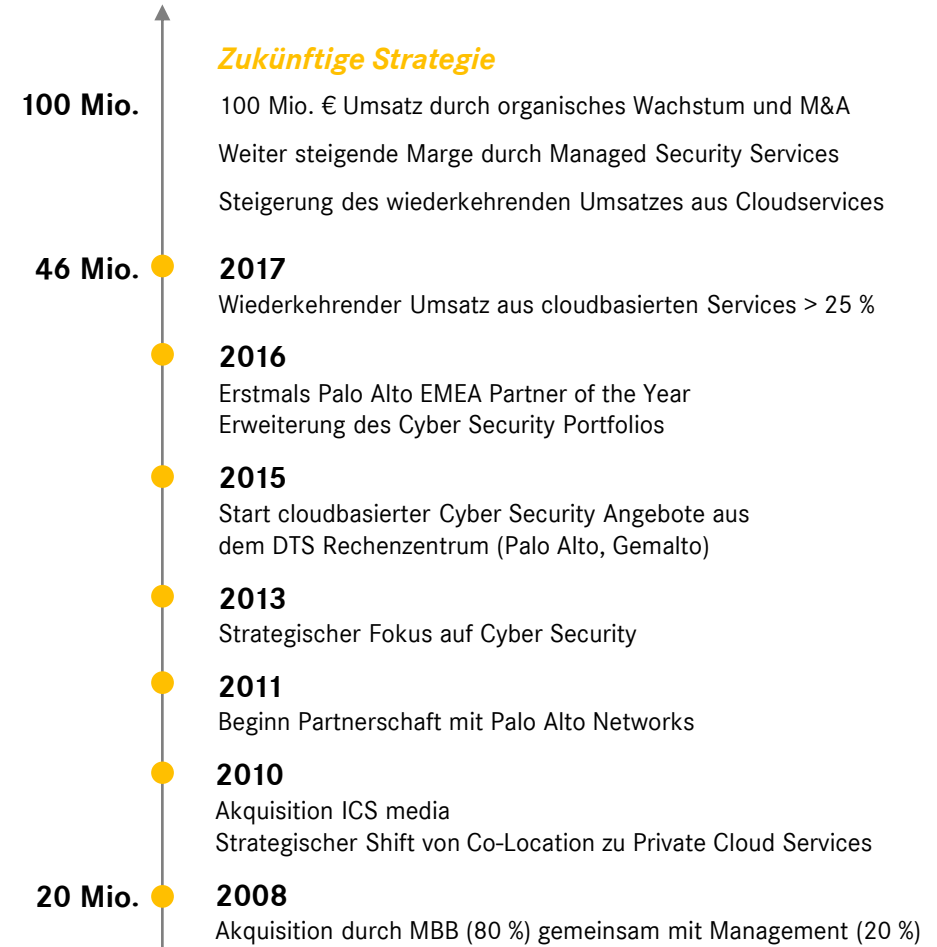 Zukünftige Strategie
100 Mio.
100 Mio. € Umsatz durch organisches Wachstum und M&A
Weiter steigende Marge durch Managed Security Services
Steigerung des wiederkehrenden Umsatzes aus Cloudservices
46 Mio.
2017
Wiederkehrender Umsatz aus cloudbasierten Services > 25 %
2016
Erstmals Palo Alto EMEA Partner of the Year
Erweiterung des Cyber Security Portfolios
2015
Start cloudbasierter Cyber Security Angebote aus
dem DTS Rechenzentrum (Palo Alto, Gemalto)
2013
Strategischer Fokus auf Cyber Security
2011
Beginn Partnerschaft mit Palo Alto Networks
2010
Akquisition ICS media
Strategischer Shift von Co-Location zu Private Cloud Services
20 Mio.
2008
Akquisition durch MBB (80 %) gemeinsam mit Management (20 %)